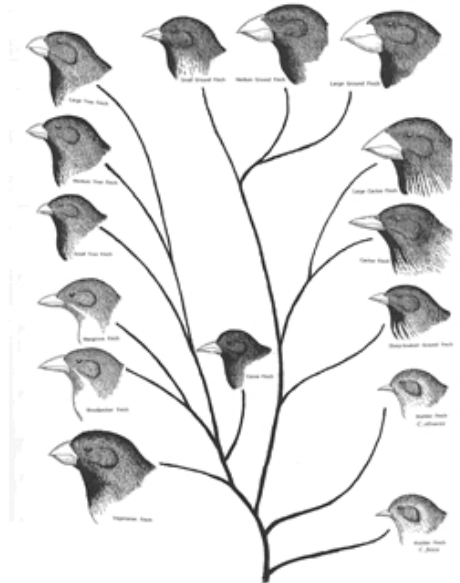 Small Ground Finch
Medium Ground Finch
Large Ground Finch
Large Tree Finch
Medium Tree Finch
Large Cactus Finch
Small Tree Finch
Cactus Finch
Mangrove Finch
Sharp-beaked Ground Finch
Cocos Finch
Woodpecker Finch
Warbler Finch
C. olivacea
Vegetarian Finch
Warbler Finch
C. fusca